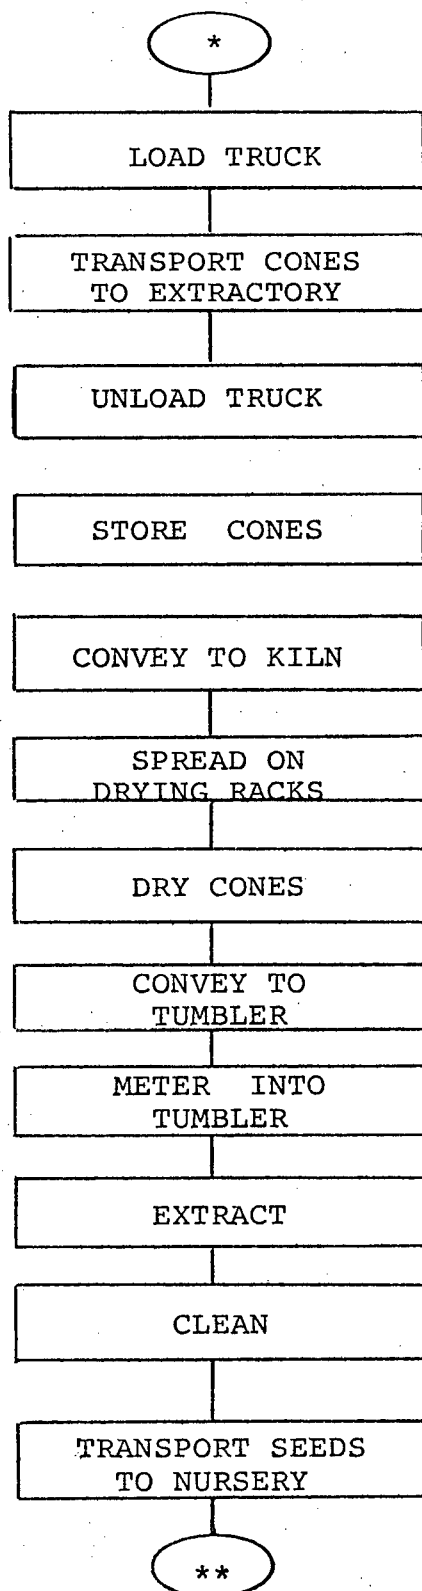 *
LOAD TRUCK
TRANSPORT CONES
TO EXTRACTORY
UNLOAD TRUCK
STORE CONES
CONVEY TO KILN
SPREAD ON
DRYING RACKS
DRY CONES
CONVEY TO
TUMBLER
METER INTO
TUMBLER
EXTRACT
CLEAN
TRANSPORT SEEDS
TO NURSERY
**